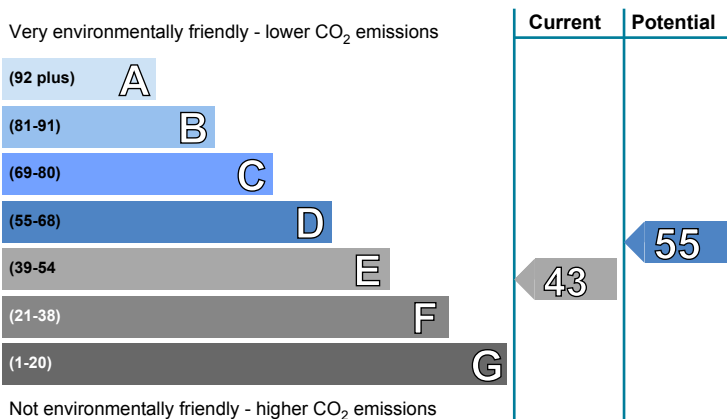 Very environmentally friendly - lower CO2 emissions
Current
Potential
(92 plus) A
(81-91) B
(69-80) C
(55-68) D
55
(39-54 E
43
(21-38) F
(1-20) G
Not environmentally friendly - higher CO2 emissions